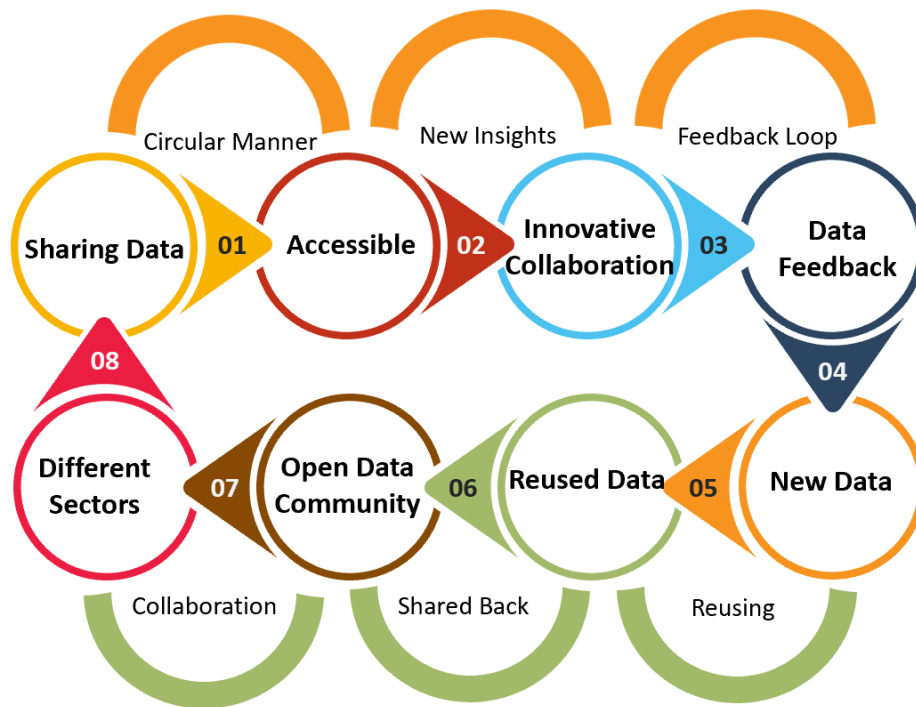 Circular Manner
New Insights
Feedback Loop
Sharing Data
01
Accessible
02
Innovative
Collaboration
03
Data
Feedback
08
04
Different
Sectors
07
Open Data
Community
06
Reused Data
05
New Data
Collaboration
Shared Back
Reusing